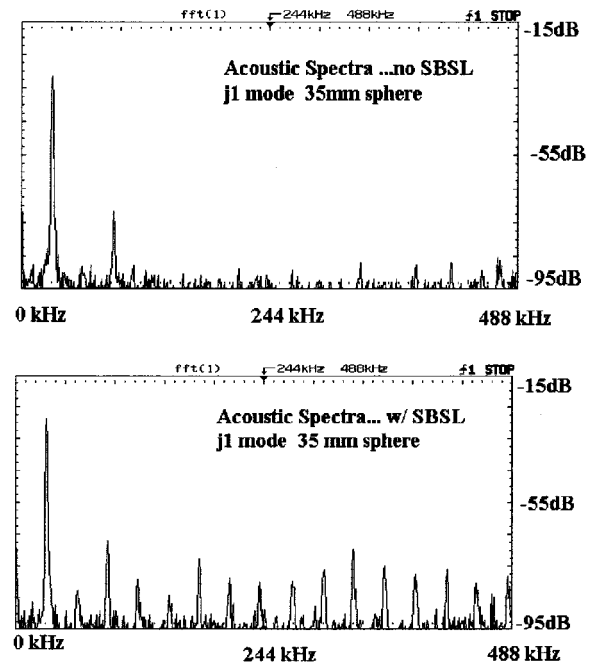 fft(1) 244kHz 488kHz ƒ1 STOP
-15dB
Acoustic Spectra ...no SBSL
j1 mode 35mm sphere
-55dB
-95dB
0 kHz 244 kHz 488 kHz
fft(1) 244kHz 488kHz ƒ1 STOP
-15dB
Acoustic Spectra... w/ SBSL
j1 mode 35 mm sphere
-55dB
-95dB
0 kHz 244 kHz 488 kHz